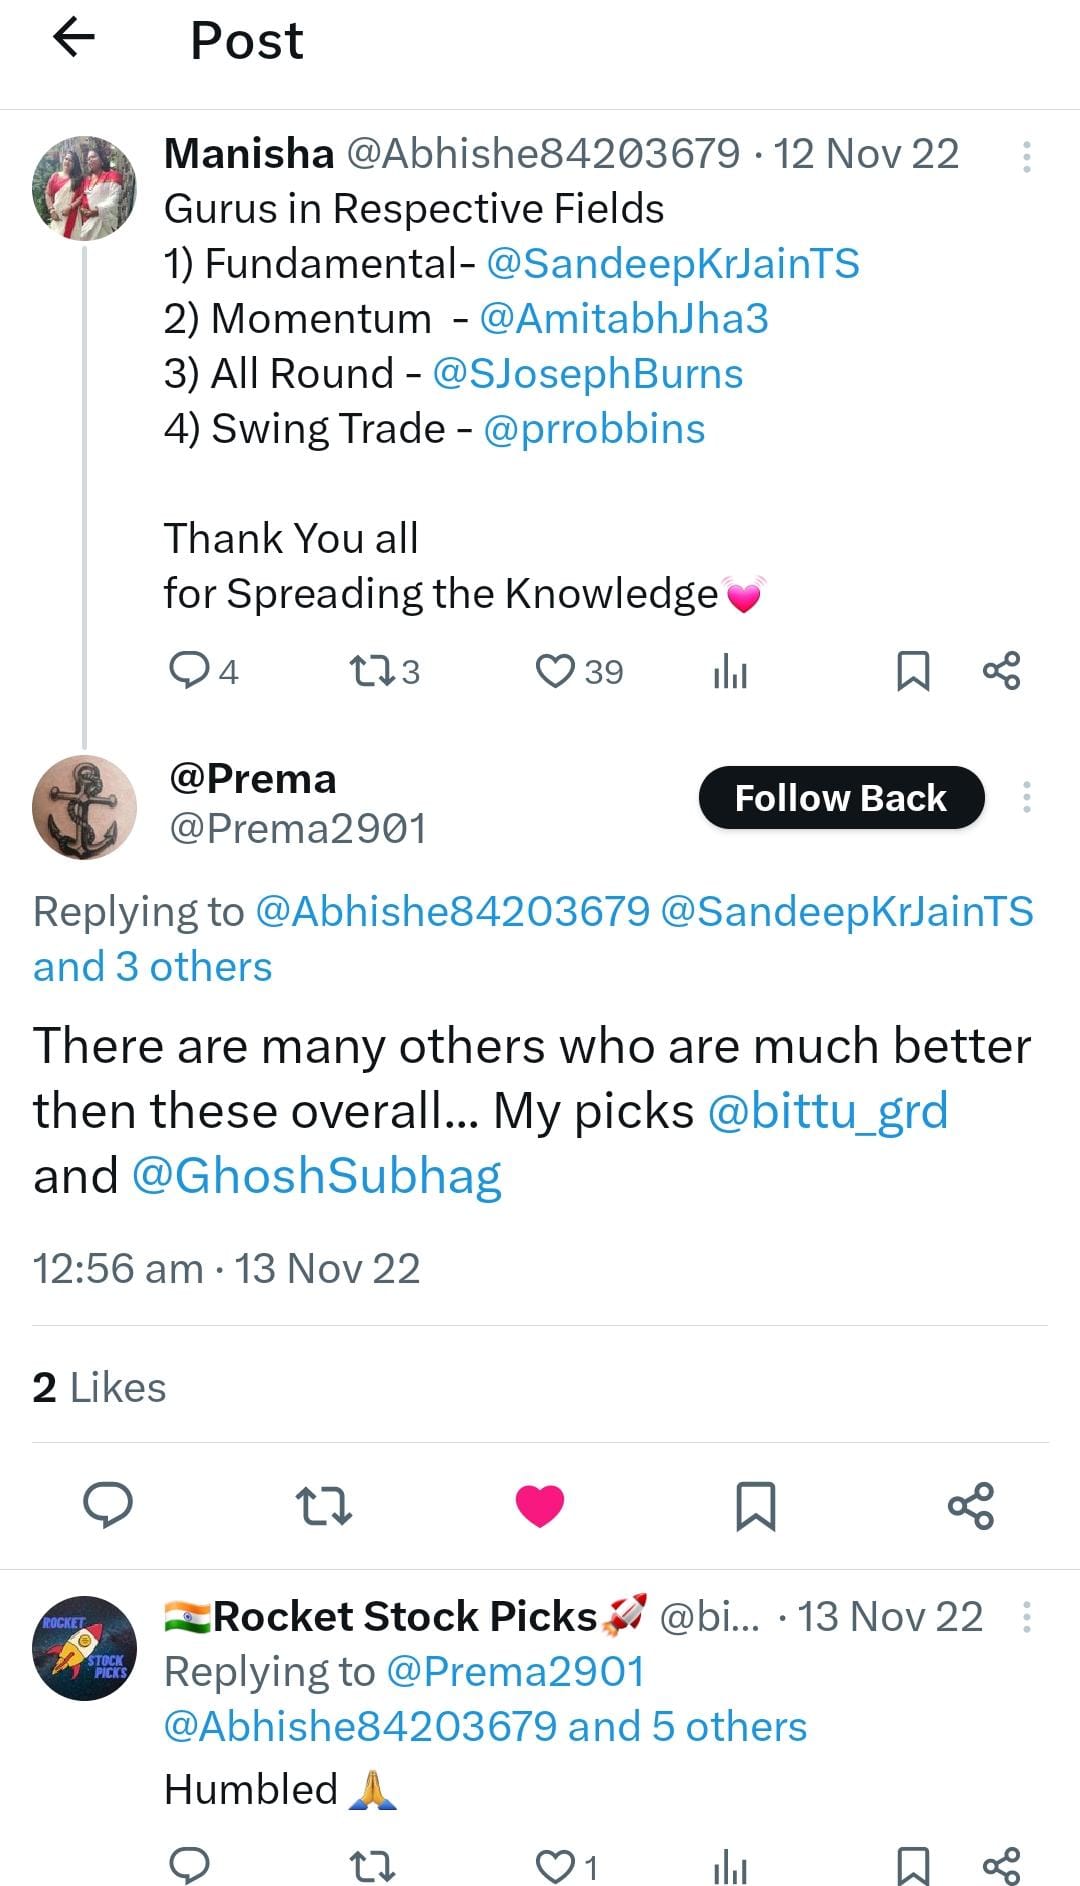 Post
Manisha @Abhishe84203679 · 12 Nov 22
Gurus in Respective Fields
1) Fundamental- @SandeepKrJainTS
2) Momentum  - @AmitabhJha3
3) All Round - @SJosephBurns
4) Swing Trade - @prrobbins
Thank You all
for Spreading the Knowledge💓
4 3 39
@Prema
Follow Back
@Prema2901
Replying to @Abhishe84203679 @SandeepKrJainTS
and 3 others
There are many others who are much better
then these overall... My picks @bittu_grd
and @GhoshSubhag
12:56 am · 13 Nov 22
2 Likes
ROCKET
STOCK
PICKS
🇮🇳Rocket Stock Picks🚀 @bi... · 13 Nov 22
Replying to @Prema2901
@Abhishe84203679 and 5 others
Humbled 🙏
1